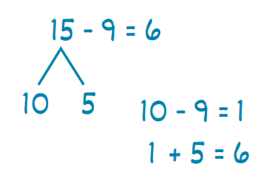 15 - 9 = 6
10 5
10 - 9 = 1
1 + 5 = 6